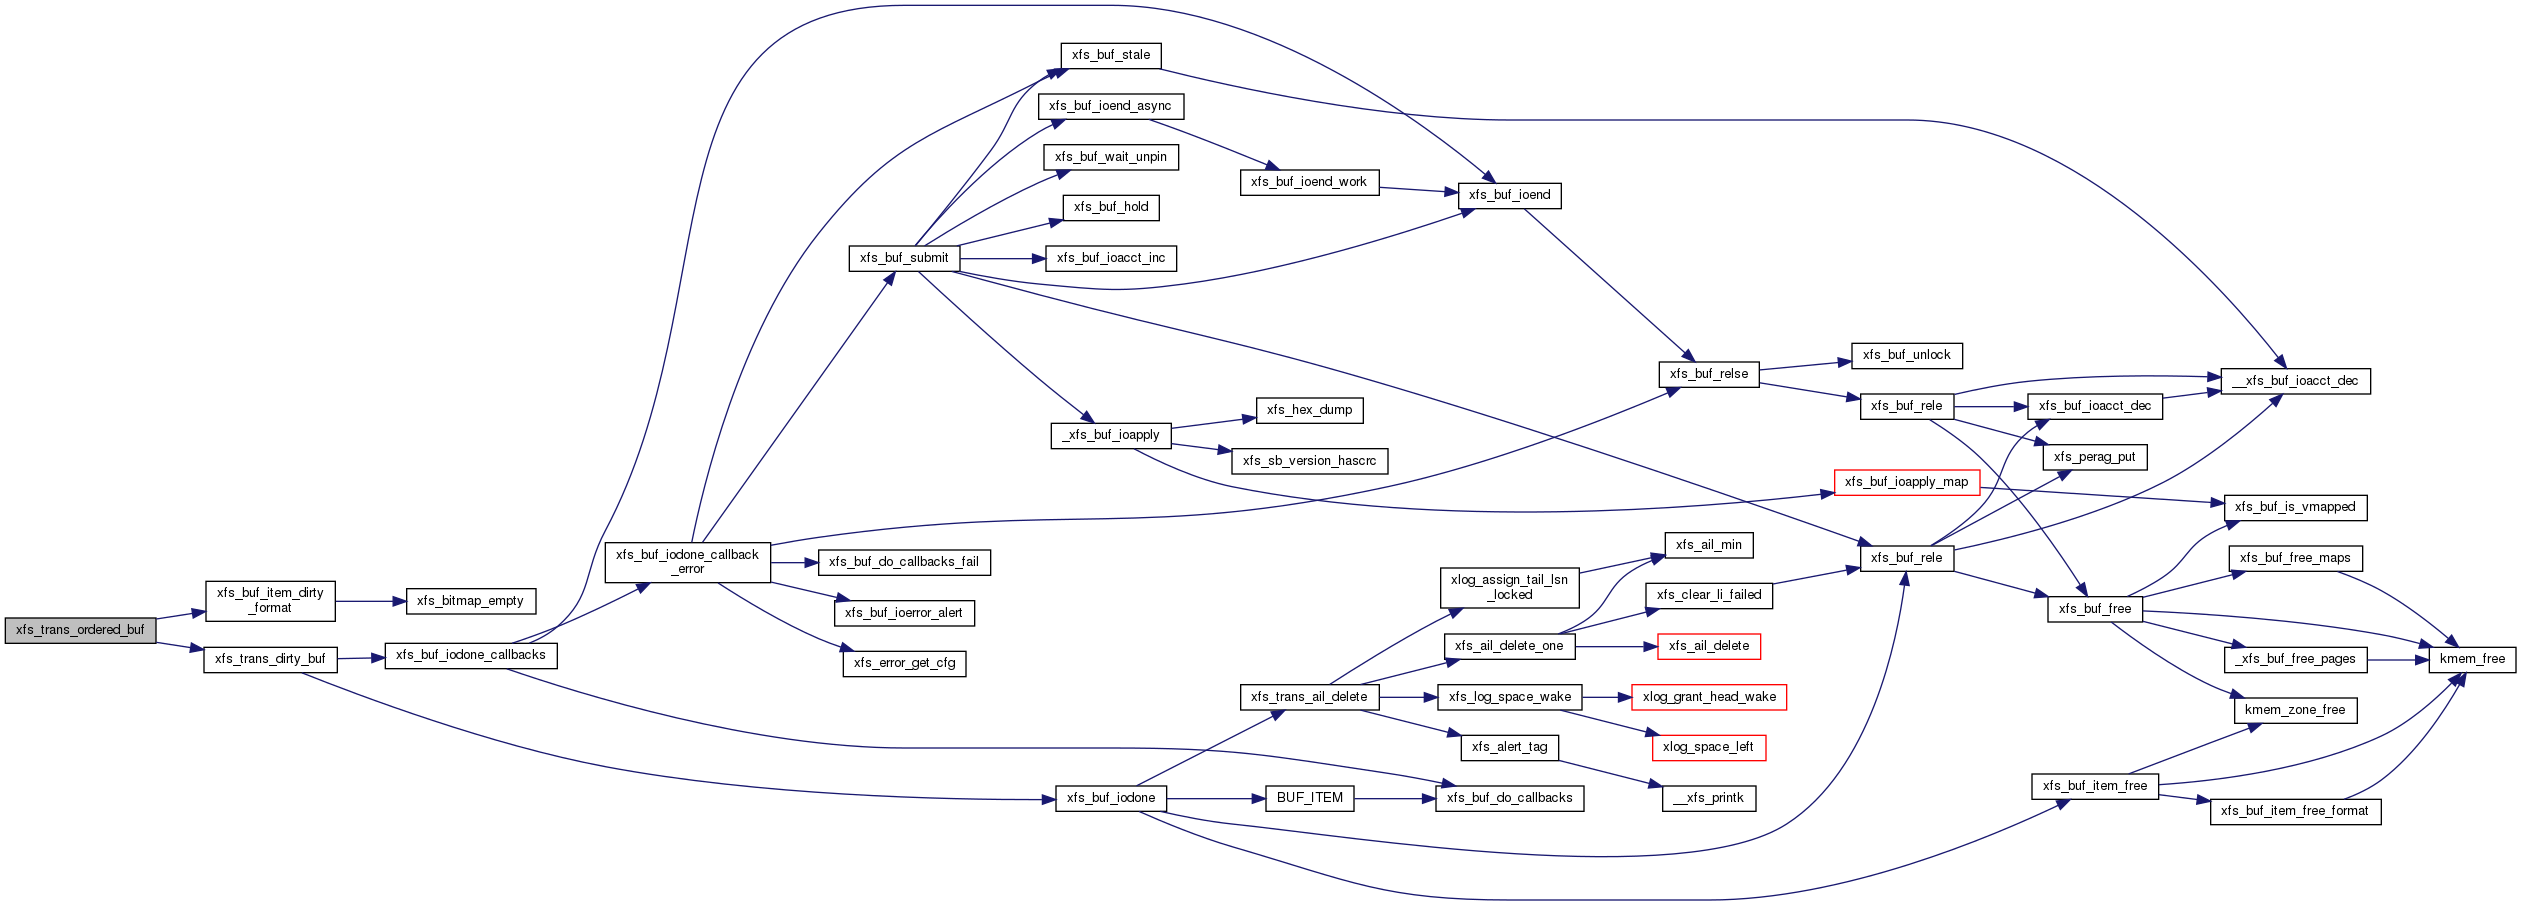 xfs_trans_ordered_buf
xfs_buf_item_dirty
_format
xfs_trans_dirty_buf
xfs_bitmap_empty
xfs_buf_iodone_callbacks
xfs_buf_iodone_callback
_error
xfs_buf_submit
xfs_buf_do_callbacks_fail
xfs_buf_ioerror_alert
xfs_error_get_cfg
xfs_buf_stale
xfs_buf_ioend_async
xfs_buf_wait_unpin
xfs_buf_hold
xfs_buf_ioacct_inc
_xfs_buf_ioapply
xfs_buf_iodone
xfs_buf_ioend_work
xfs_hex_dump
xfs_sb_version_hascrc
xfs_trans_ail_delete
BUF_ITEM
xfs_buf_ioend
xlog_assign_tail_lsn
_locked
xfs_ail_delete_one
xfs_log_space_wake
xfs_alert_tag
xfs_buf_do_callbacks
xfs_buf_relse
xfs_ail_min
xfs_clear_li_failed
xfs_ail_delete
xlog_grant_head_wake
xlog_space_left
__xfs_printk
xfs_buf_unlock
xfs_buf_rele
xfs_buf_ioapply_map
xfs_buf_rele
xfs_buf_ioacct_dec
xfs_perag_put
xfs_buf_free
xfs_buf_item_free
__xfs_buf_ioacct_dec
xfs_buf_is_vmapped
xfs_buf_free_maps
_xfs_buf_free_pages
kmem_zone_free
xfs_buf_item_free_format
kmem_free